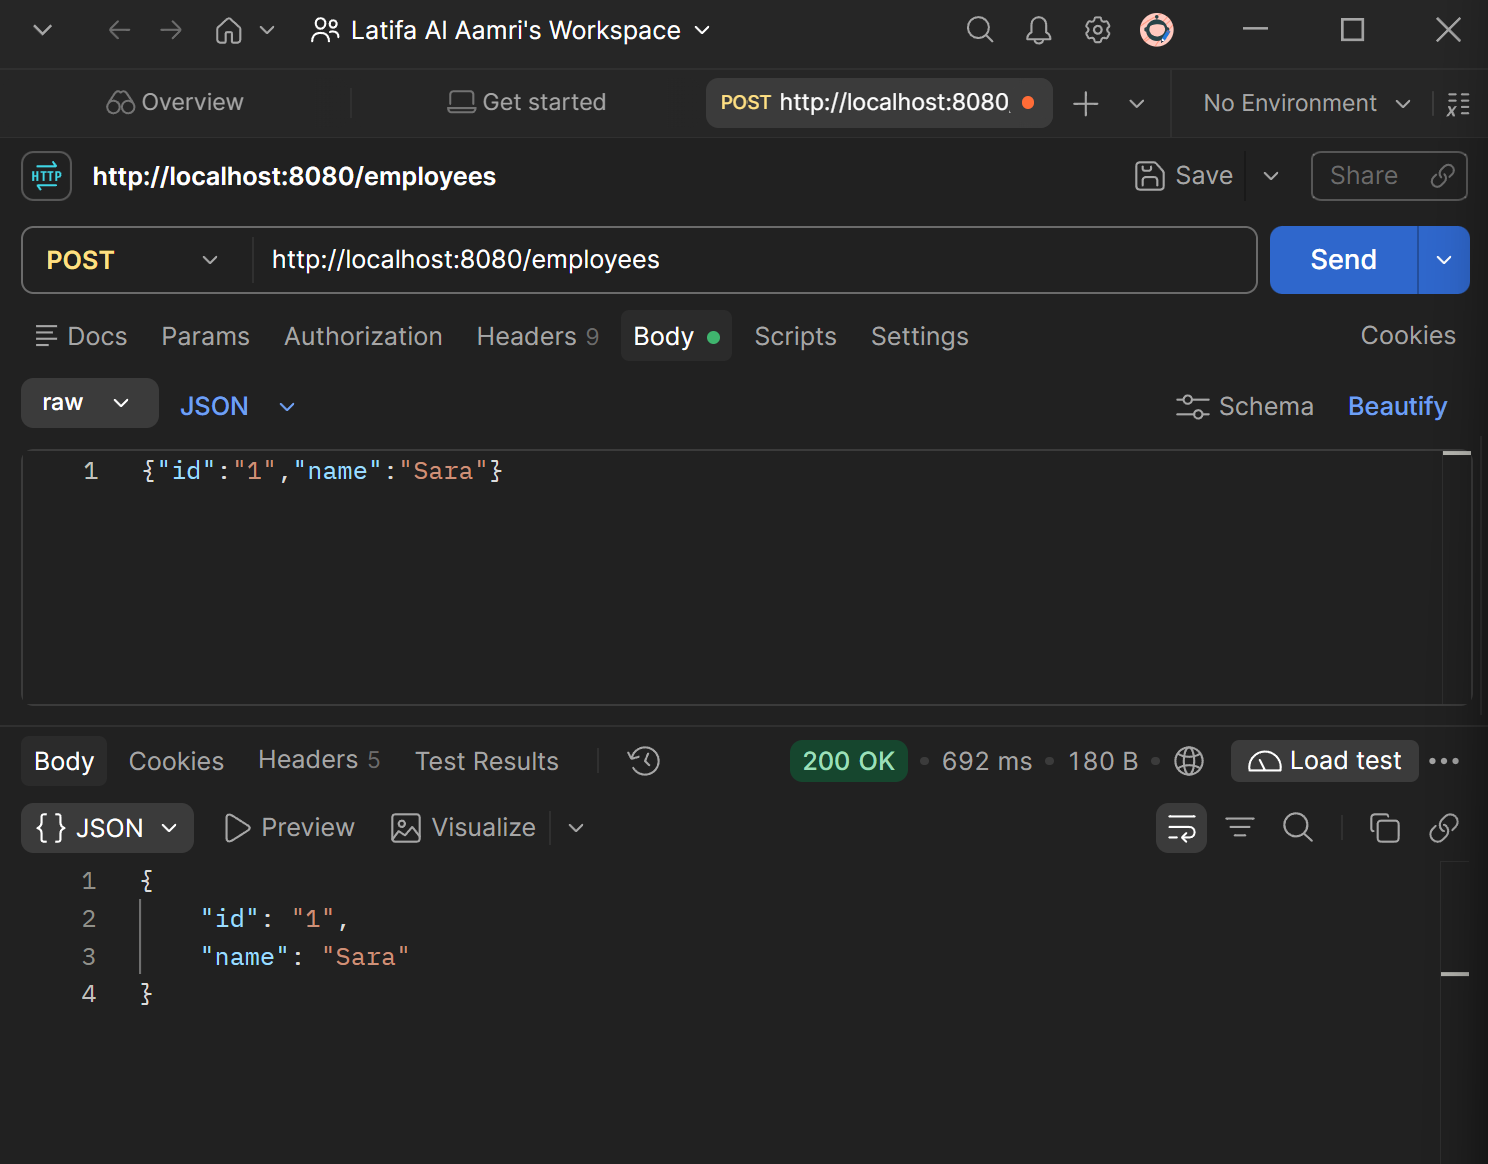 Latifa Al Aamri's Workspace
Overview
Get started
POST http://localhost:8080
No Environment
HTTP http://localhost:8080/employees
Save
Share
POST http://localhost:8080/employees
Send
Docs Params Authorization Headers 9 Body Scripts Settings Cookies
raw JSON Schema Beautify
1 {"id":"1","name":"Sara"}
Body Cookies Headers 5 Test Results 200 OK • 692 ms • 180 B • Load test
{} JSON Preview Visualize
1 {
2 "id": "1",
3 "name": "Sara"
4 }